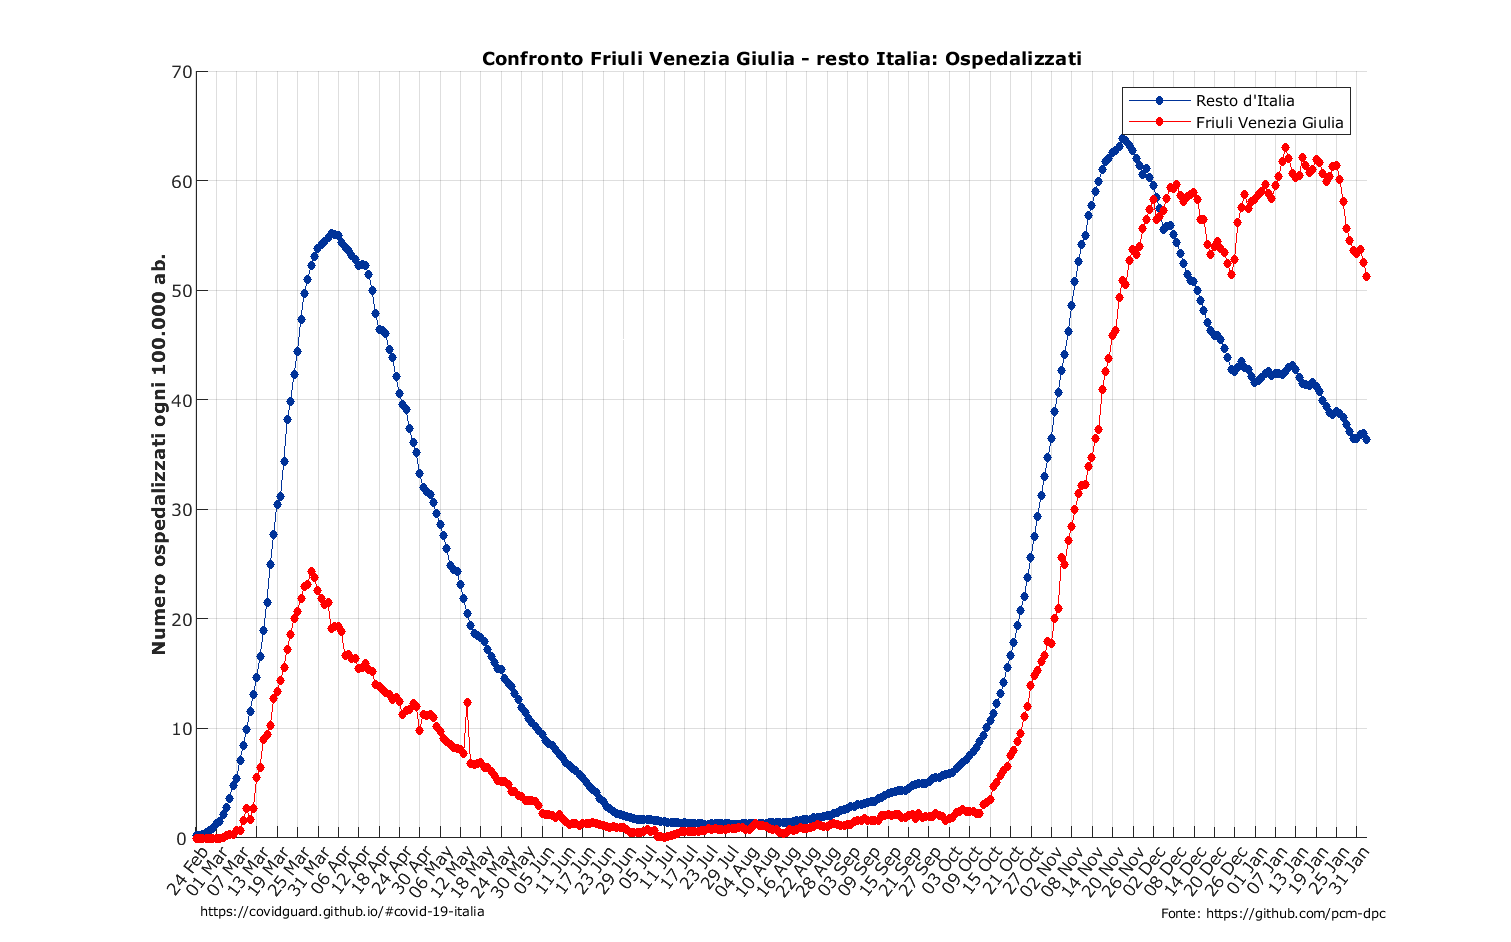 Confronto Friuli Venezia Giulia - resto Italia: Ospedalizzati
Resto d'Italia
Friuli Venezia Giulia
Numero ospedalizzati ogni 100.000 ab.
70
60
50
40
30
20
10
0
24 Feb
01 Mar
07 Mar
13 Mar
19 Mar
25 Mar
31 Mar
06 Apr
12 Apr
18 Apr
24 Apr
30 Apr
06 May
12 May
18 May
24 May
30 May
05 Jun
11 Jun
17 Jun
23 Jun
29 Jun
05 Jul
11 Jul
17 Jul
23 Jul
29 Jul
04 Aug
10 Aug
16 Aug
22 Aug
28 Aug
03 Sep
09 Sep
15 Sep
21 Sep
27 Sep
03 Oct
09 Oct
15 Oct
21 Oct
27 Oct
02 Nov
08 Nov
14 Nov
20 Nov
26 Nov
02 Dec
08 Dec
14 Dec
20 Dec
26 Dec
01 Jan
07 Jan
13 Jan
19 Jan
25 Jan
31 Jan
https://covidguard.github.io/#covid-19-italia
Fonte: https://github.com/pcm-dpc